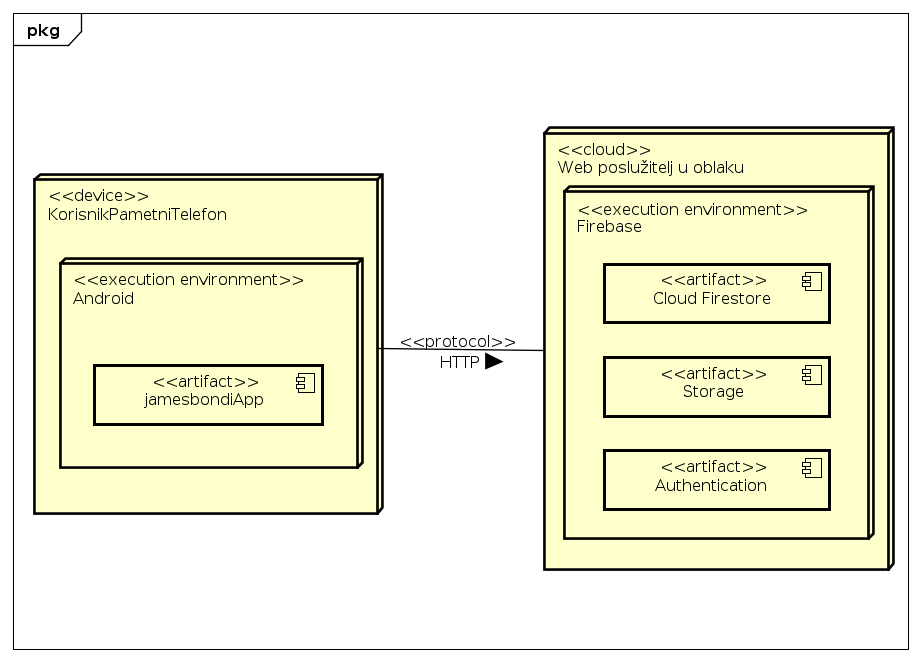 pkg
<<device>>
KorisnikPametniTelefon
<<execution environment>>
Android
<<artifact>>
jamesbondiApp
<<protocol>>
HTTP
<<cloud>>
Web poslužitelj u oblaku
<<execution environment>>
Firebase
<<artifact>>
Cloud Firestore
<<artifact>>
Storage
<<artifact>>
Authentication